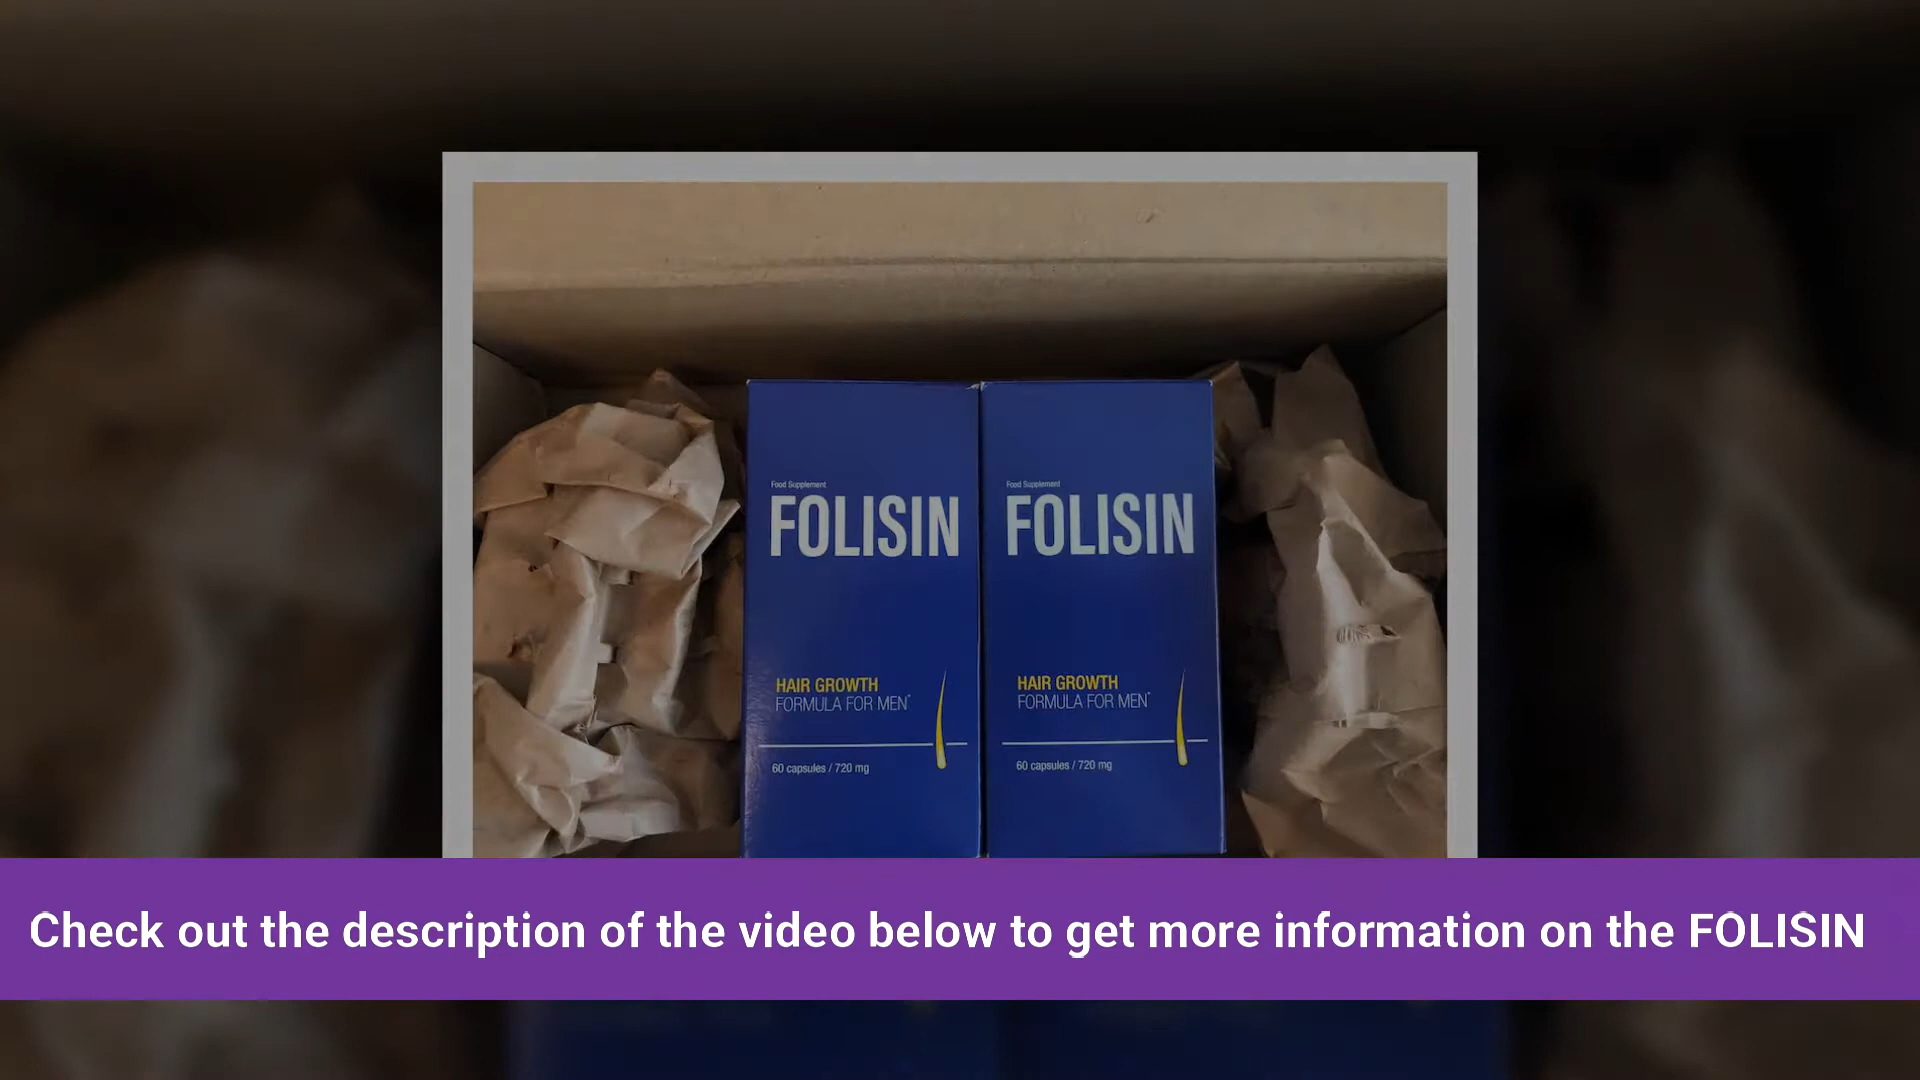 Food Supplement
FOLISIN
HAIR GROWTH
FORMULA FOR MEN*
60 capsules / 720 mg
Food Supplement
FOLISIN
HAIR GROWTH
FORMULA FOR MEN*
60 capsules / 720 mg
Check out the description of the video below to get more information on the FOLISIN